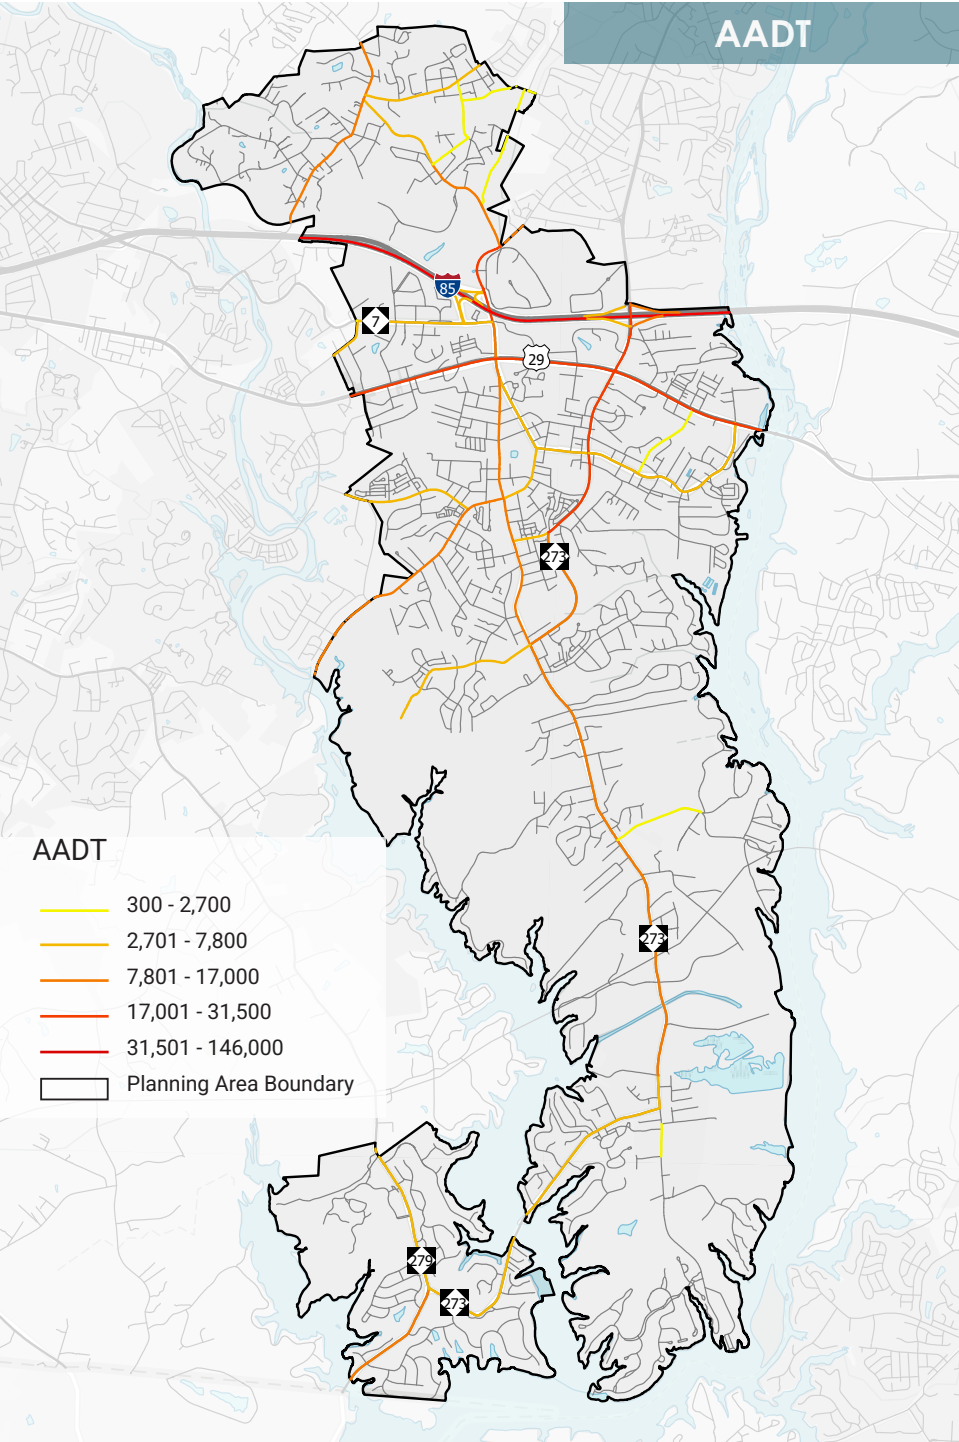 AADT
85
7
29
273
AADT
300 - 2,700
2,701 - 7,800
7,801 - 17,000
17,001 - 31,500
31,501 - 146,000
Planning Area Boundary
273
279
273